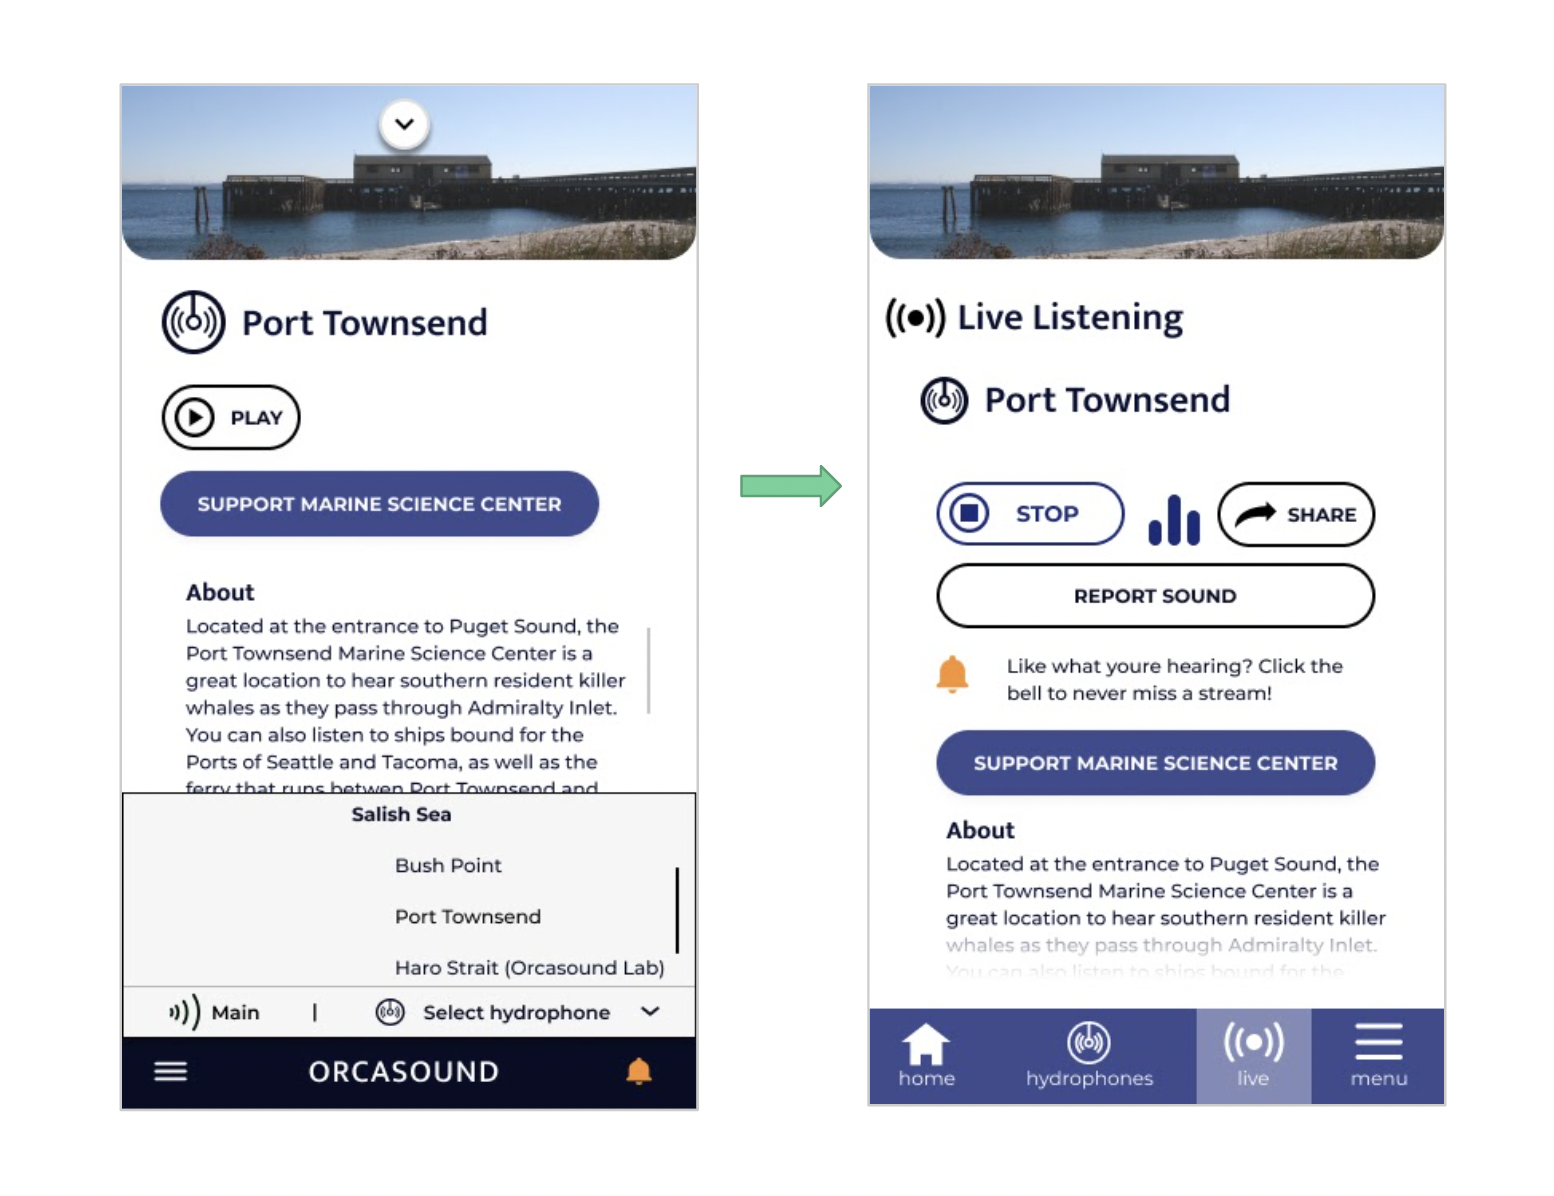 Port Townsend
PLAY
SUPPORT MARINE SCIENCE CENTER
About
Located at the entrance to Puget Sound, the
Port Townsend Marine Science Center is a
great location to hear southern resident killer
whales as they pass through Admiralty Inlet.
You can also listen to ships bound for the
Ports of Seattle and Tacoma, as well as the
ferry that runs betwen Port Townsend and
Salish Sea
Bush Point
Port Townsend
Haro Strait (Orcasound Lab)
Main | Select hydrophone
ORCASOUND
Live Listening
Port Townsend
STOP
SHARE
REPORT SOUND
Like what youre hearing? Click the
bell to never miss a stream!
SUPPORT MARINE SCIENCE CENTER
About
Located at the entrance to Puget Sound, the
Port Townsend Marine Science Center is a
great location to hear southern resident killer
whales as they pass through Admiralty Inlet.
You can also listen to ships bound for the
home hydrophones live menu